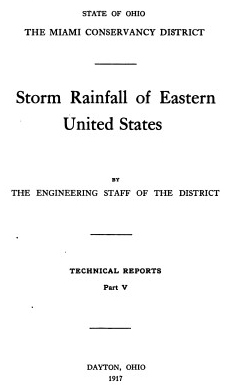 STATE OF OHIO
THE MIAMI CONSERVANCY DISTRICT
Storm Rainfall of Eastern
United States
BY
THE ENGINEERING STAFF OF THE DISTRICT
TECHNICAL REPORTS
Part V
DAYTON, OHIO
1917